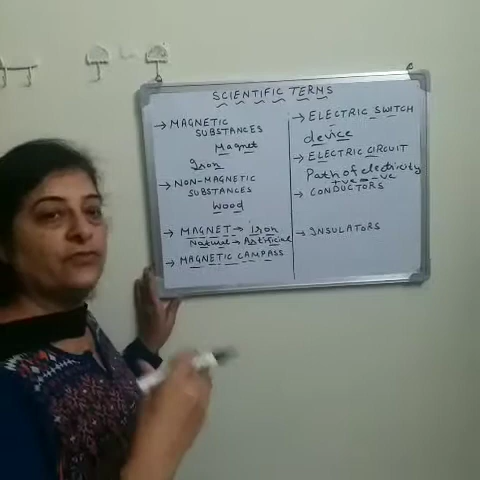 SCIENTIFIC TERMS
→ MAGNETIC
SUBSTANCES
Magnet
Iron
→ NON-MAGNETIC
SUBSTANCES
Wood
→ MAGNET → Iron
Natural → Artificial
→ MAGNETIC CAMPASS
→ ELECTRIC SWITCH
device
→ ELECTRIC CIRCUIT
Path of electricity
+ve → -ve
→ CONDUCTORS
→ INSULATORS